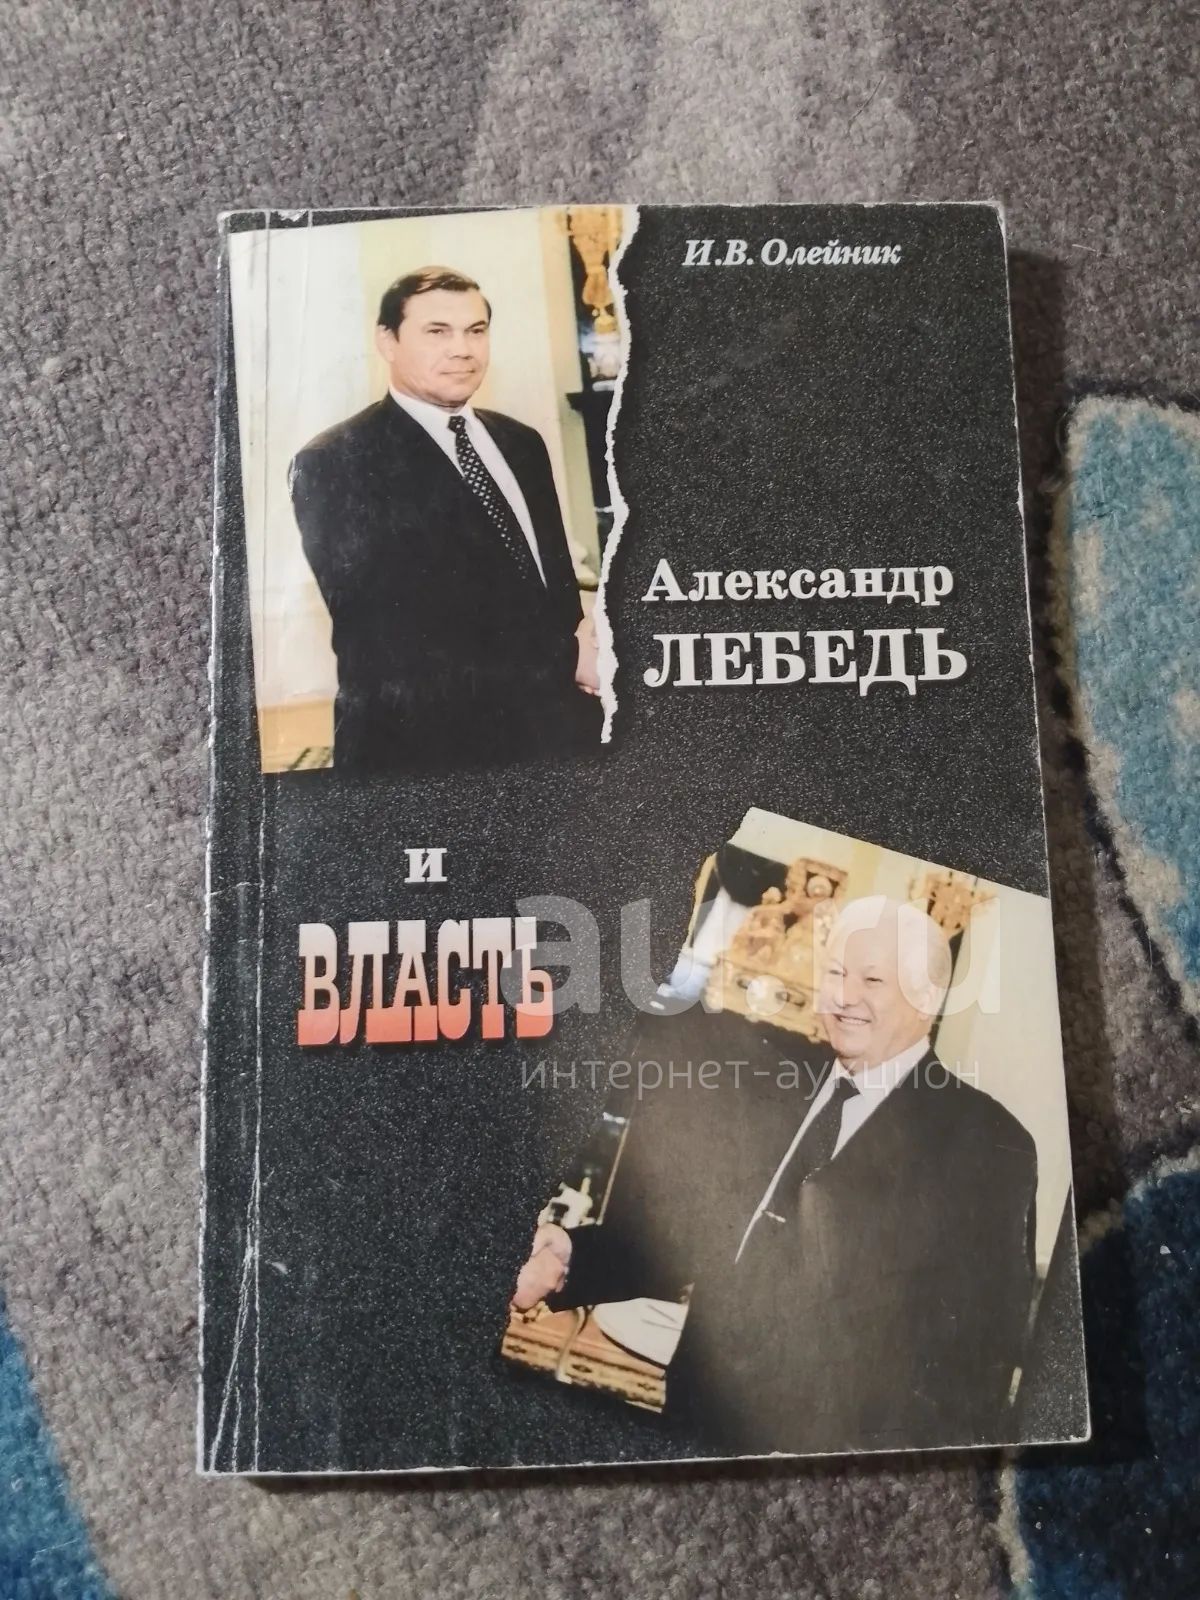 И.В. Олейник
Александр
ЛЕБЕДЬ
и
ВЛАСТЬ
au.ru
интернет-аукцион